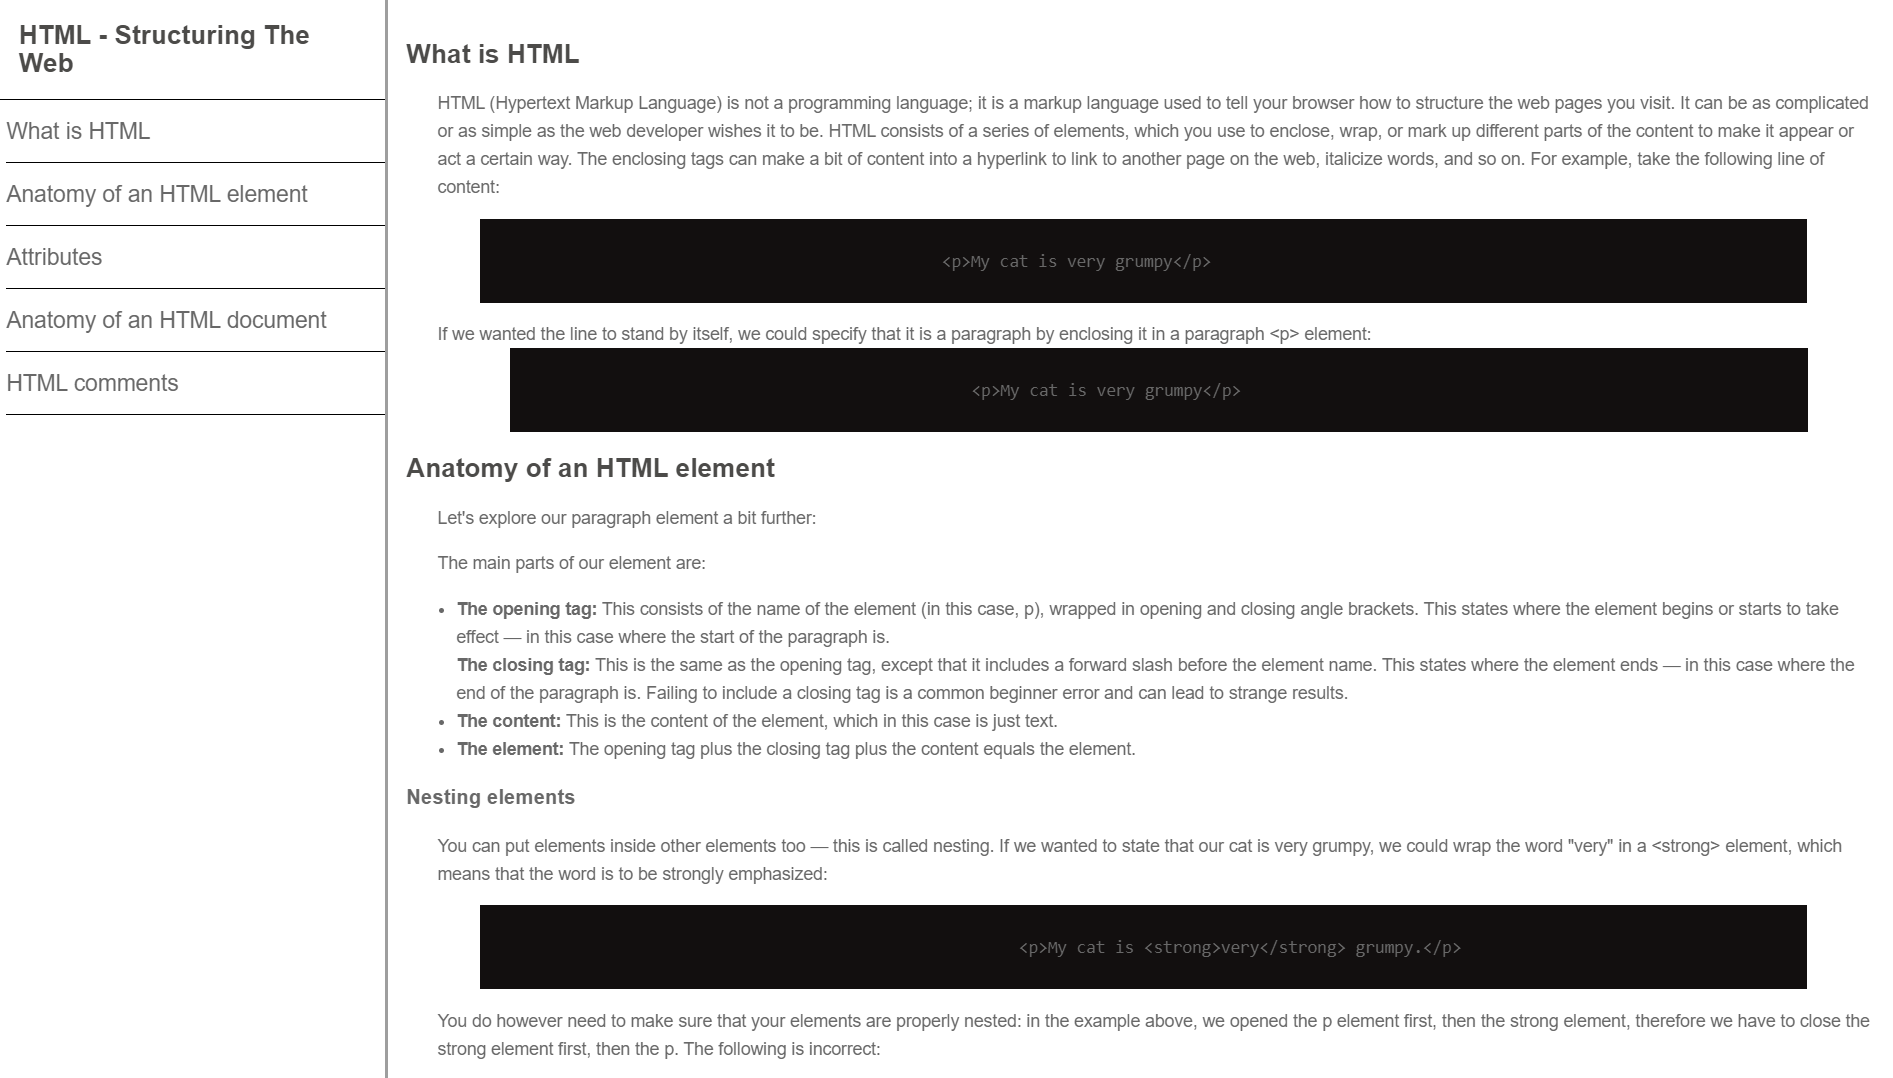 HTML - Structuring The
Web
What is HTML
Anatomy of an HTML element
Attributes
Anatomy of an HTML document
HTML comments
What is HTML
HTML (Hypertext Markup Language) is not a programming language; it is a markup language used to tell your browser how to structure the web pages you visit. It can be as complicated
or as simple as the web developer wishes it to be. HTML consists of a series of elements, which you use to enclose, wrap, or mark up different parts of the content to make it appear or
act a certain way. The enclosing tags can make a bit of content into a hyperlink to link to another page on the web, italicize words, and so on. For example, take the following line of
content:
<p>My cat is very grumpy</p>
If we wanted the line to stand by itself, we could specify that it is a paragraph by enclosing it in a paragraph <p> element:
<p>My cat is very grumpy</p>
Anatomy of an HTML element
Let's explore our paragraph element a bit further:
The main parts of our element are:
• The opening tag: This consists of the name of the element (in this case, p), wrapped in opening and closing angle brackets. This states where the element begins or starts to take
effect — in this case where the start of the paragraph is.
The closing tag: This is the same as the opening tag, except that it includes a forward slash before the element name. This states where the element ends — in this case where the
end of the paragraph is. Failing to include a closing tag is a common beginner error and can lead to strange results.
• The content: This is the content of the element, which in this case is just text.
• The element: The opening tag plus the closing tag plus the content equals the element.
Nesting elements
You can put elements inside other elements too — this is called nesting. If we wanted to state that our cat is very grumpy, we could wrap the word "very" in a <strong> element, which
means that the word is to be strongly emphasized:
<p>My cat is <strong>very</strong> grumpy.</p>
You do however need to make sure that your elements are properly nested: in the example above, we opened the p element first, then the strong element, therefore we have to close the
strong element first, then the p. The following is incorrect: